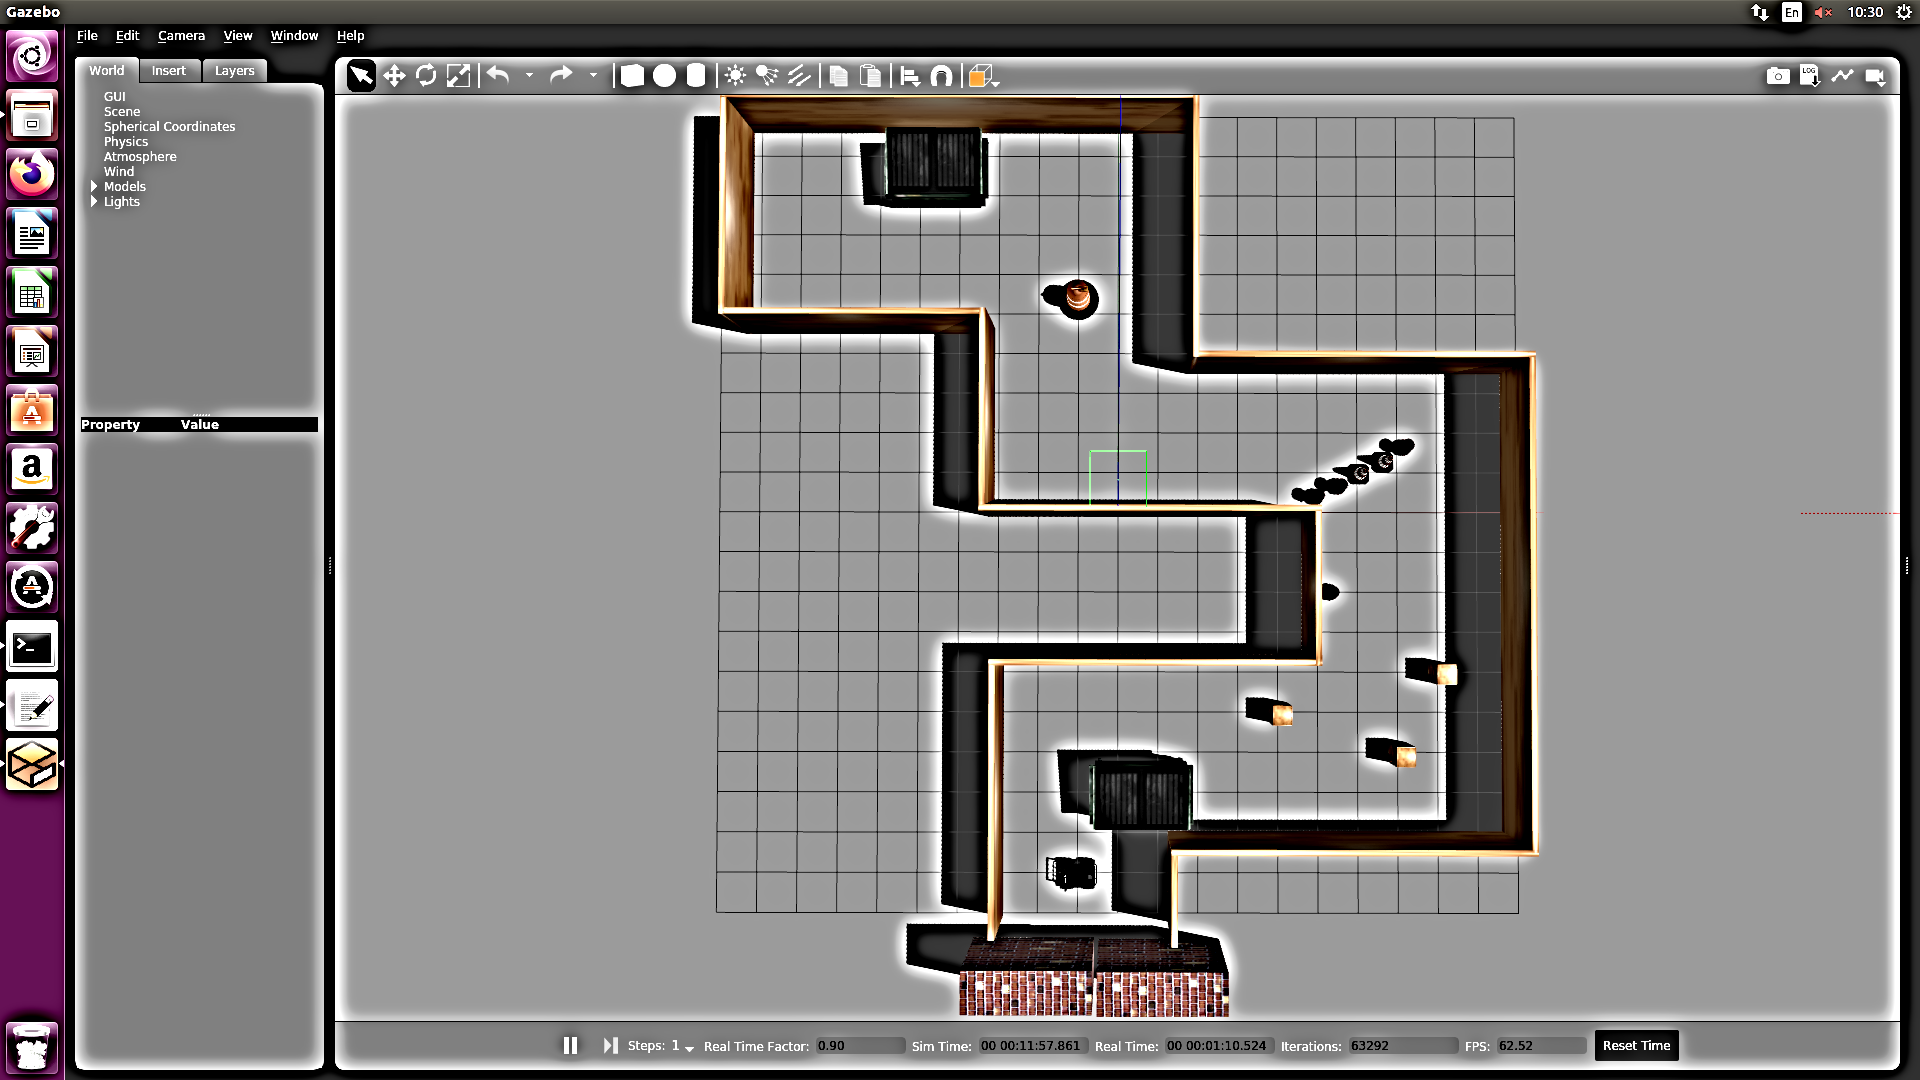 Gazebo
En
10:30
File Edit Camera View Window Help
World Insert Layers
LOG
GUI
Scene
Spherical Coordinates
Physics
Atmosphere
Wind
Models
Lights
Property Value
Steps: 1 Real Time Factor: 0.90 Sim Time: 00 00:11:57.861 Real Time: 00 00:01:10.524 Iterations: 63292 FPS: 62.52 Reset Time